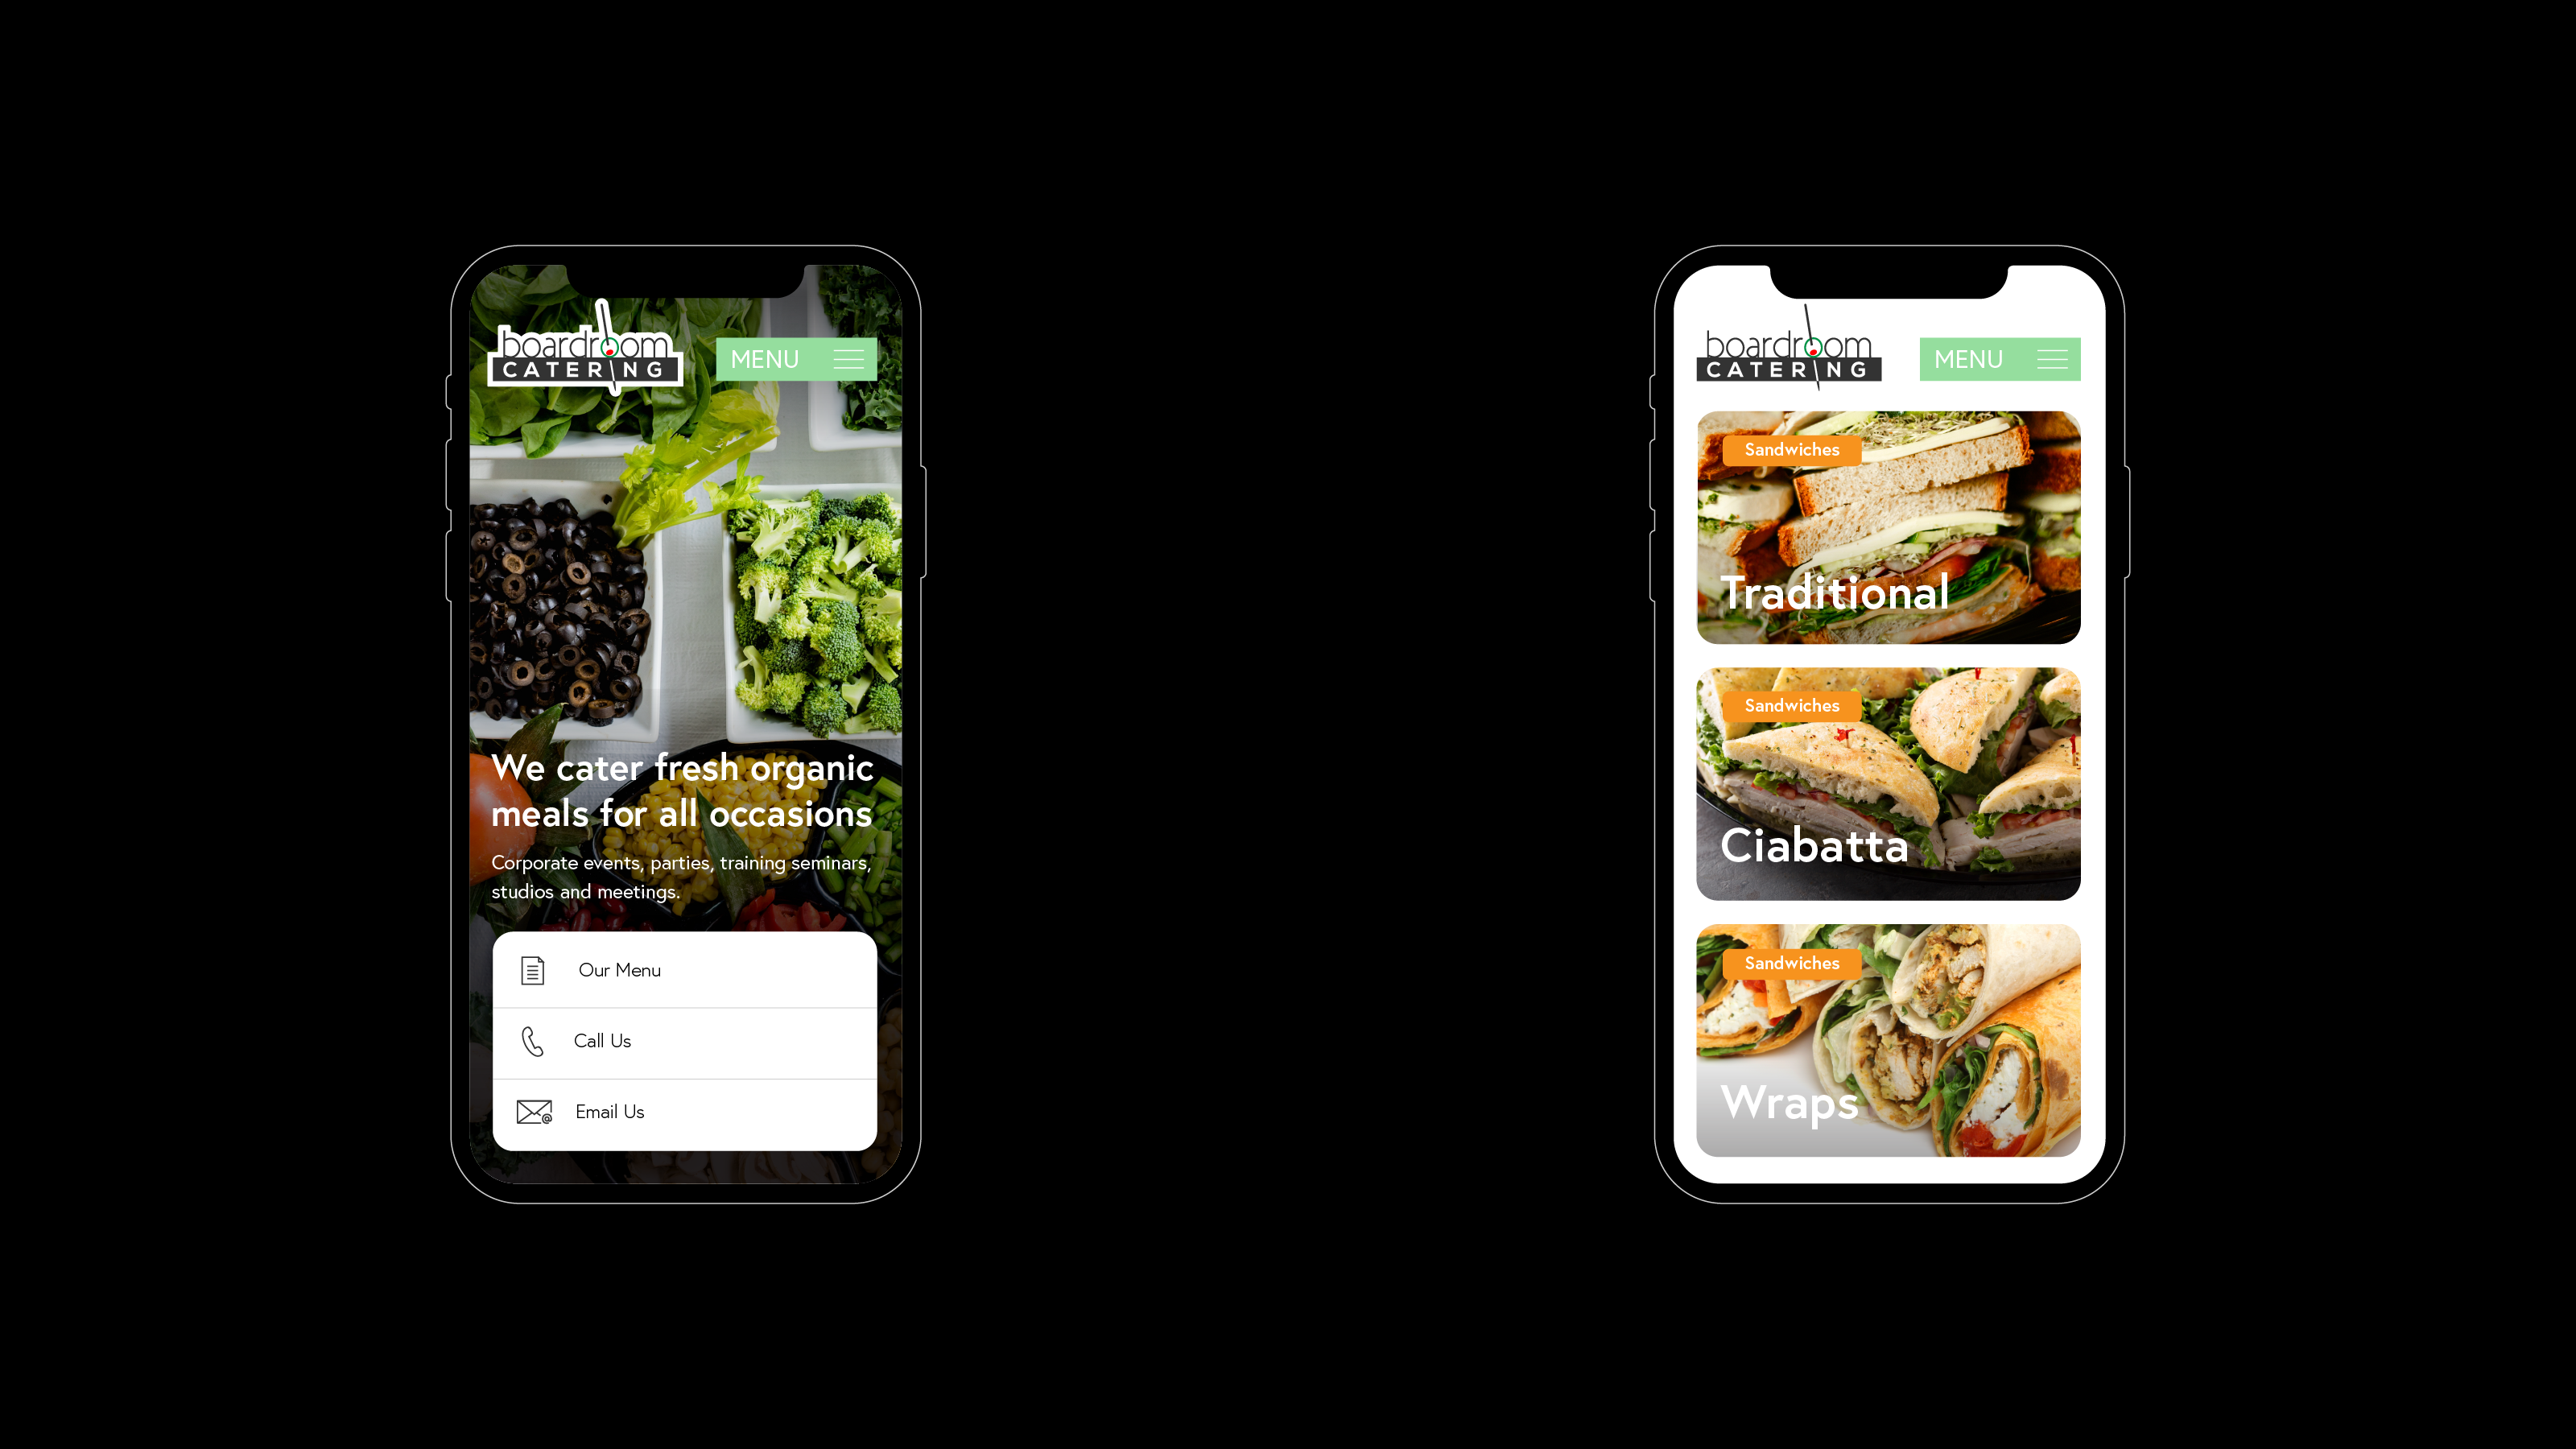 boardroom
CATERING
MENU
We cater fresh organic
meals for all occasions
Corporate events, parties, training seminars,
studios and meetings.
Our Menu
Call Us
Email Us
boardroom
CATERING
MENU
Sandwiches
Traditional
Sandwiches
Ciabatta
Sandwiches
Wraps